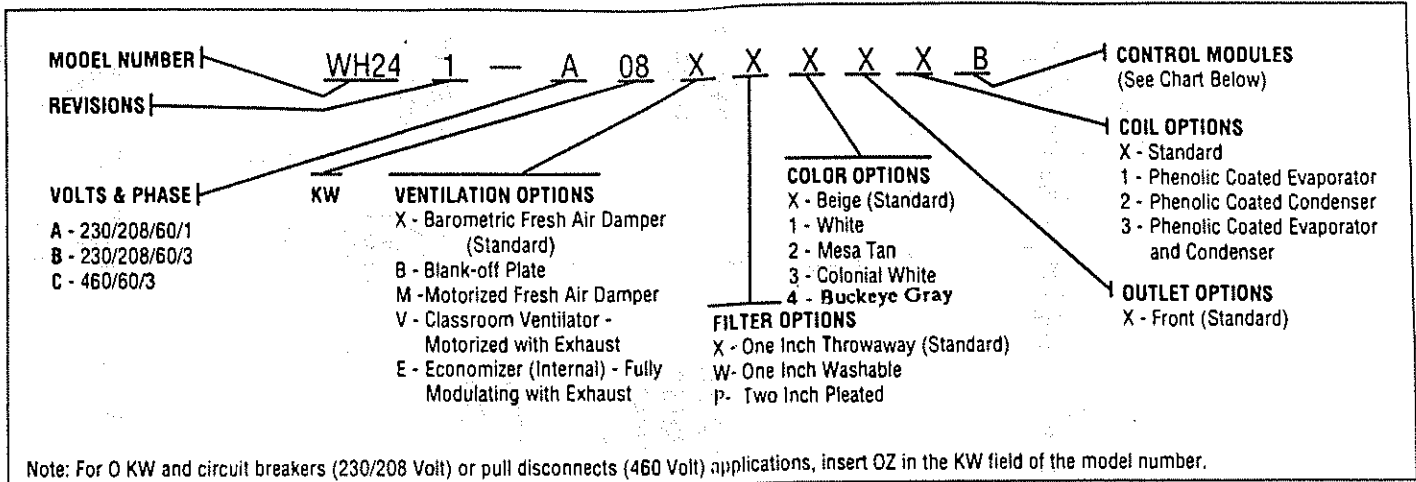 MODEL NUMBER
WH24 1 — A 08 X X X X X B
CONTROL MODULES
(See Chart Below)
REVISIONS
COIL OPTIONS
X - Standard
1 - Phenolic Coated Evaporator
2 - Phenolic Coated Condenser
3 - Phenolic Coated Evaporator
and Condenser
VOLTS & PHASE
A - 230/208/60/1
B - 230/208/60/3
C - 460/60/3
KW
VENTILATION OPTIONS
X - Barometric Fresh Air Damper
(Standard)
B - Blank-off Plate
M - Motorized Fresh Air Damper
V - Classroom Ventilator -
Motorized with Exhaust
E - Economizer (Internal) - Fully
Modulating with Exhaust
COLOR OPTIONS
X - Beige (Standard)
1 - White
2 - Mesa Tan
3 - Colonial White
4 - Buckeye Gray
FILTER OPTIONS
X - One Inch Throwaway (Standard)
W- One Inch Washable
P- Two Inch Pleated
OUTLET OPTIONS
X - Front (Standard)
Note: For O KW and circuit breakers (230/208 Volt) or pull disconnects (460 Volt) applications, insert OZ in the KW field of the model number.